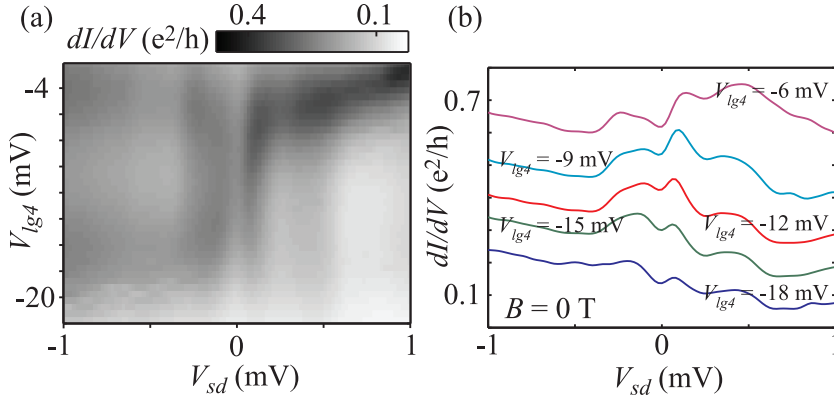 (a)
0.4
0.1
dI/dV (e²/h)
-4
-20
V_lg4 (mV)
-1
0
1
V_sd (mV)
(b)
0.7
0.1
dI/dV (e²/h)
V_lg4 = -6 mV
V_lg4 = -9 mV
V_lg4 = -12 mV
V_lg4 = -15 mV
V_lg4 = -18 mV
B = 0 T
-1
0
1
V_sd (mV)